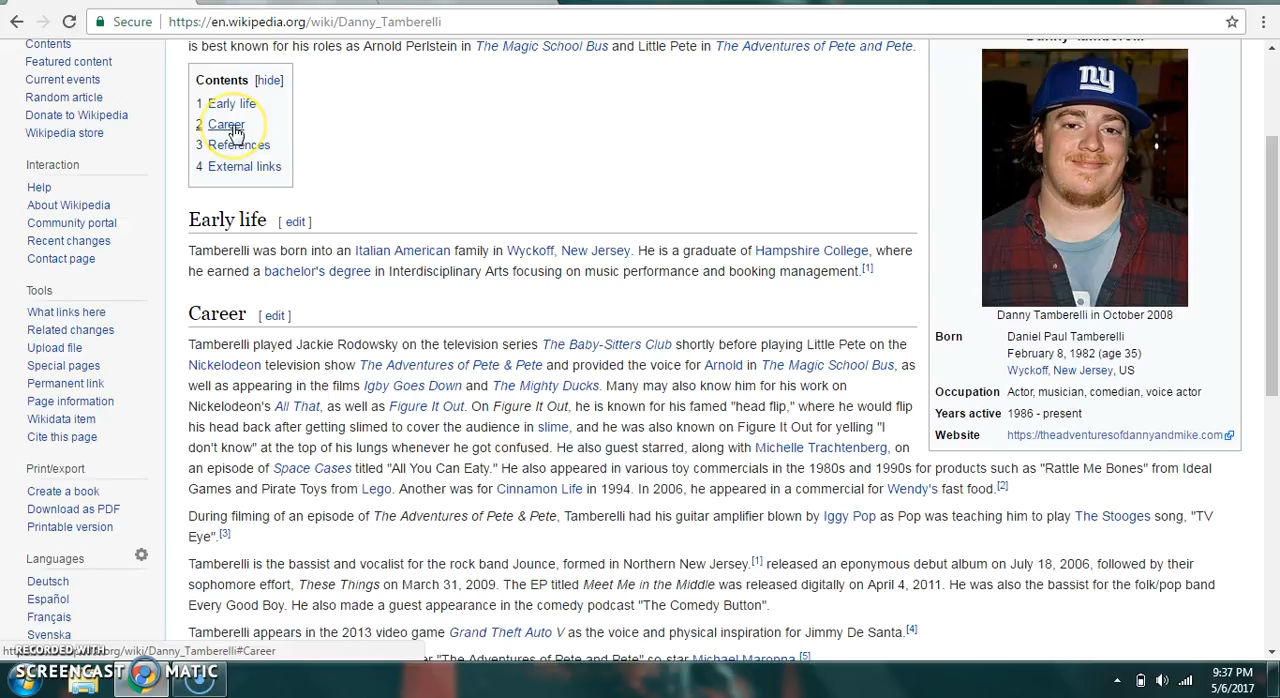 Secure
https://en.wikipedia.org/wiki/Danny_Tamberelli
Contents
Featured content
Current events
Random article
Donate to Wikipedia
Wikipedia store
Interaction
Help
About Wikipedia
Community portal
Recent changes
Contact page
Tools
What links here
Related changes
Upload file
Special pages
Permanent link
Page information
Wikidata item
Cite this page
Print/export
Create a book
Download as PDF
Printable version
Languages
Deutsch
Español
Français
Svenska
is best known for his roles as Arnold Perlstein in The Magic School Bus and Little Pete in The Adventures of Pete and Pete.
Contents [hide]
1 Early life
2 Career
3 References
4 External links
Early life [ edit ]
Tamberelli was born into an Italian American family in Wyckoff, New Jersey. He is a graduate of Hampshire College, where
he earned a bachelor's degree in Interdisciplinary Arts focusing on music performance and booking management.[1]
Career [ edit ]
Tamberelli played Jackie Rodowsky on the television series The Baby-Sitters Club shortly before playing Little Pete on the
Nickelodeon television show The Adventures of Pete & Pete and provided the voice for Arnold in The Magic School Bus, as
well as appearing in the films Igby Goes Down and The Mighty Ducks. Many may also know him for his work on
Nickelodeon's All That, as well as Figure It Out. On Figure It Out, he is known for his famed "head flip," where he would flip
his head back after getting slimed to cover the audience in slime, and he was also known on Figure It Out for yelling "I
don't know" at the top of his lungs whenever he got confused. He also guest starred, along with Michelle Trachtenberg, on
an episode of Space Cases titled "All You Can Eaty." He also appeared in various toy commercials in the 1980s and 1990s for products such as "Rattle Me Bones" from Ideal
Games and Pirate Toys from Lego. Another was for Cinnamon Life in 1994. In 2006, he appeared in a commercial for Wendy's fast food.[2]
During filming of an episode of The Adventures of Pete & Pete, Tamberelli had his guitar amplifier blown by Iggy Pop as Pop was teaching him to play The Stooges song, "TV
Eye".[3]
Tamberelli is the bassist and vocalist for the rock band Jounce, formed in Northern New Jersey.[1] released an eponymous debut album on July 18, 2006, followed by their
sophomore effort, These Things on March 31, 2009. The EP titled Meet Me in the Middle was released digitally on April 4, 2011. He was also the bassist for the folk/pop band
Every Good Boy. He also made a guest appearance in the comedy podcast "The Comedy Button".
Tamberelli appears in the 2013 video game Grand Theft Auto V as the voice and physical inspiration for Jimmy De Santa.[4]
"The Adventures of Pete and Pete" co-star Michael Maronna.[5]
Danny Tamberelli
ny
Danny Tamberelli in October 2008
Born Daniel Paul Tamberelli
February 8, 1982 (age 35)
Wyckoff, New Jersey, US
Occupation Actor, musician, comedian, voice actor
Years active 1986 - present
Website https://theadventuresofdannyandmike.com
.org/wiki/Danny_Tamberelli#Career
RECORDED WITH
SCREENCAST MATIC
9:37 PM
5/6/2017